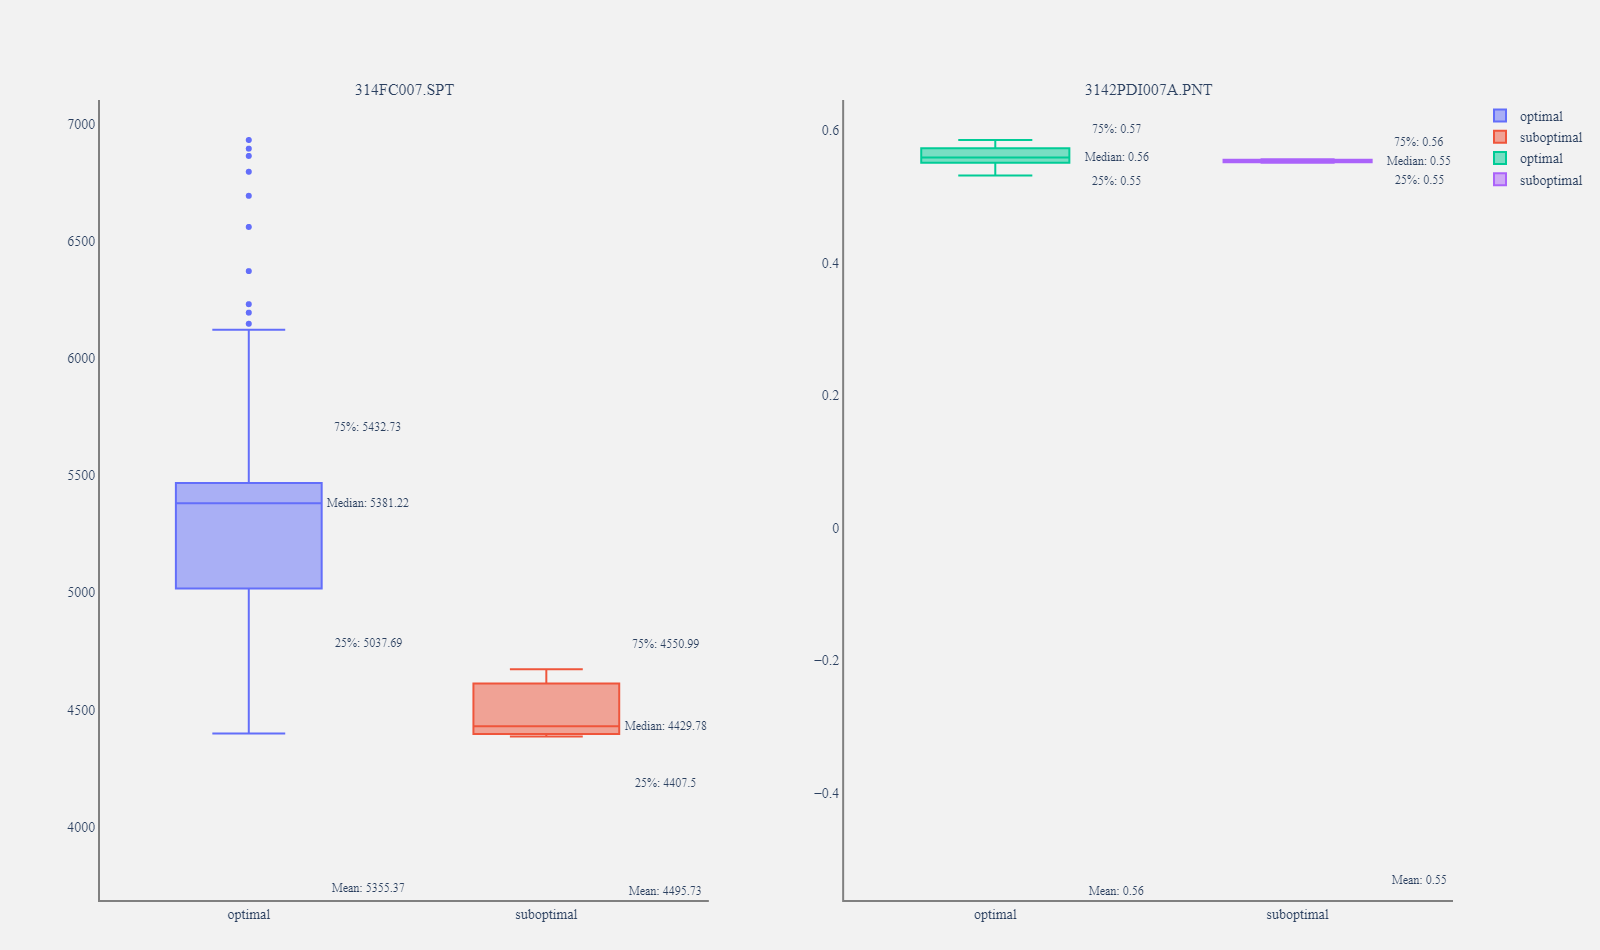 314FC007.SPT
7000
6500
6000
5500
5000
4500
4000
75%: 5432.73
Median: 5381.22
25%: 5037.69
Mean: 5355.37
75%: 4550.99
Median: 4429.78
25%: 4407.5
Mean: 4495.73
optimal
suboptimal
3142PDI007A.PNT
0.6
0.4
0.2
0
−0.2
−0.4
75%: 0.57
Median: 0.56
25%: 0.55
Mean: 0.56
75%: 0.56
Median: 0.55
25%: 0.55
Mean: 0.55
optimal
suboptimal
optimal
suboptimal
optimal
suboptimal